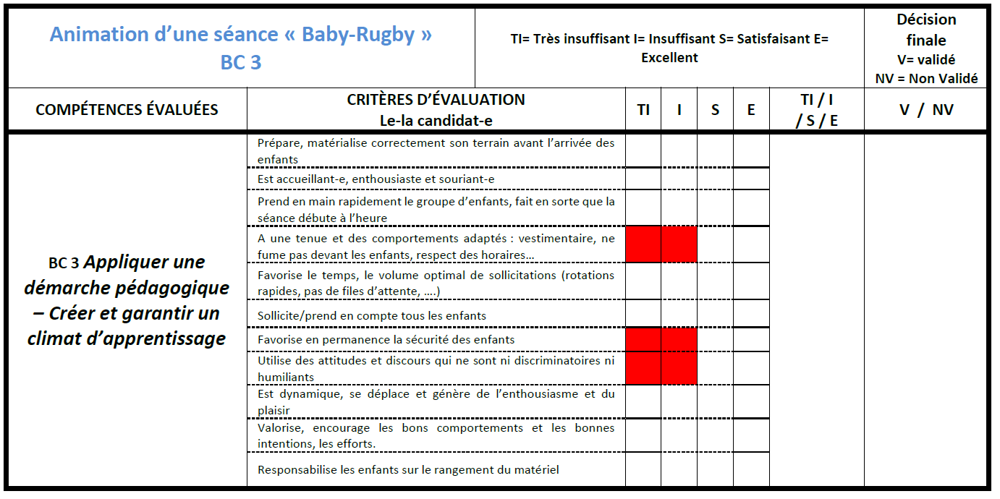 Animation d’une séance « Baby-Rugby »
BC 3
TI= Très insuffisant I= Insuffisant S= Satisfaisant E=
Excellent
Décision
finale
V= validé
NV = Non Validé
COMPÉTENCES ÉVALUÉES
CRITÈRES D’ÉVALUATION
Le-la candidat-e
TI
I
S
E
TI / I
/ S / E
V / NV
BC 3 Appliquer une
démarche pédagogique
– Créer et garantir un
climat d’apprentissage
Prépare, matérialise correctement son terrain avant l’arrivée des
enfants
Est accueillant-e, enthousiaste et souriant-e
Prend en main rapidement le groupe d’enfants, fait en sorte que la
séance débute à l’heure
A une tenue et des comportements adaptés : vestimentaire, ne
fume pas devant les enfants, respect des horaires…
Favorise le temps, le volume optimal de sollicitations (rotations
rapides, pas de files d’attente, ….)
Sollicite/prend en compte tous les enfants
Favorise en permanence la sécurité des enfants
Utilise des attitudes et discours qui ne sont ni discriminatoires ni
humiliants
Est dynamique, se déplace et génère de l’enthousiasme et du
plaisir
Valorise, encourage les bons comportements et les bonnes
intentions, les efforts.
Responsabilise les enfants sur le rangement du matériel